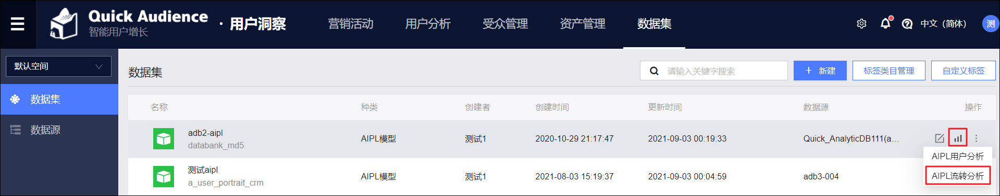 Quick Audience
智能用户增长
· 用户洞察
营销活动
用户分析
受众管理
资产管理
数据集
中文 (简体)
测
默认空间
数据集
数据源
数据集
请输入关键字搜索
+ 新建
标签类目管理
自定义标签
名称 种类 创建者 创建时间 更新时间 数据源 操作
adb2-aipl
databank_md5
AIPL模型 测试1 2020-10-29 21:17:47 2021-09-03 00:19:33 Quick_AnalyticDB111(a...
AIPL用户分析
AIPL流转分析
测试aipl
a_user_portrait_crm
AIPL模型 测试1 2021-08-03 15:19:37 2021-09-03 00:04:59 adb3-004